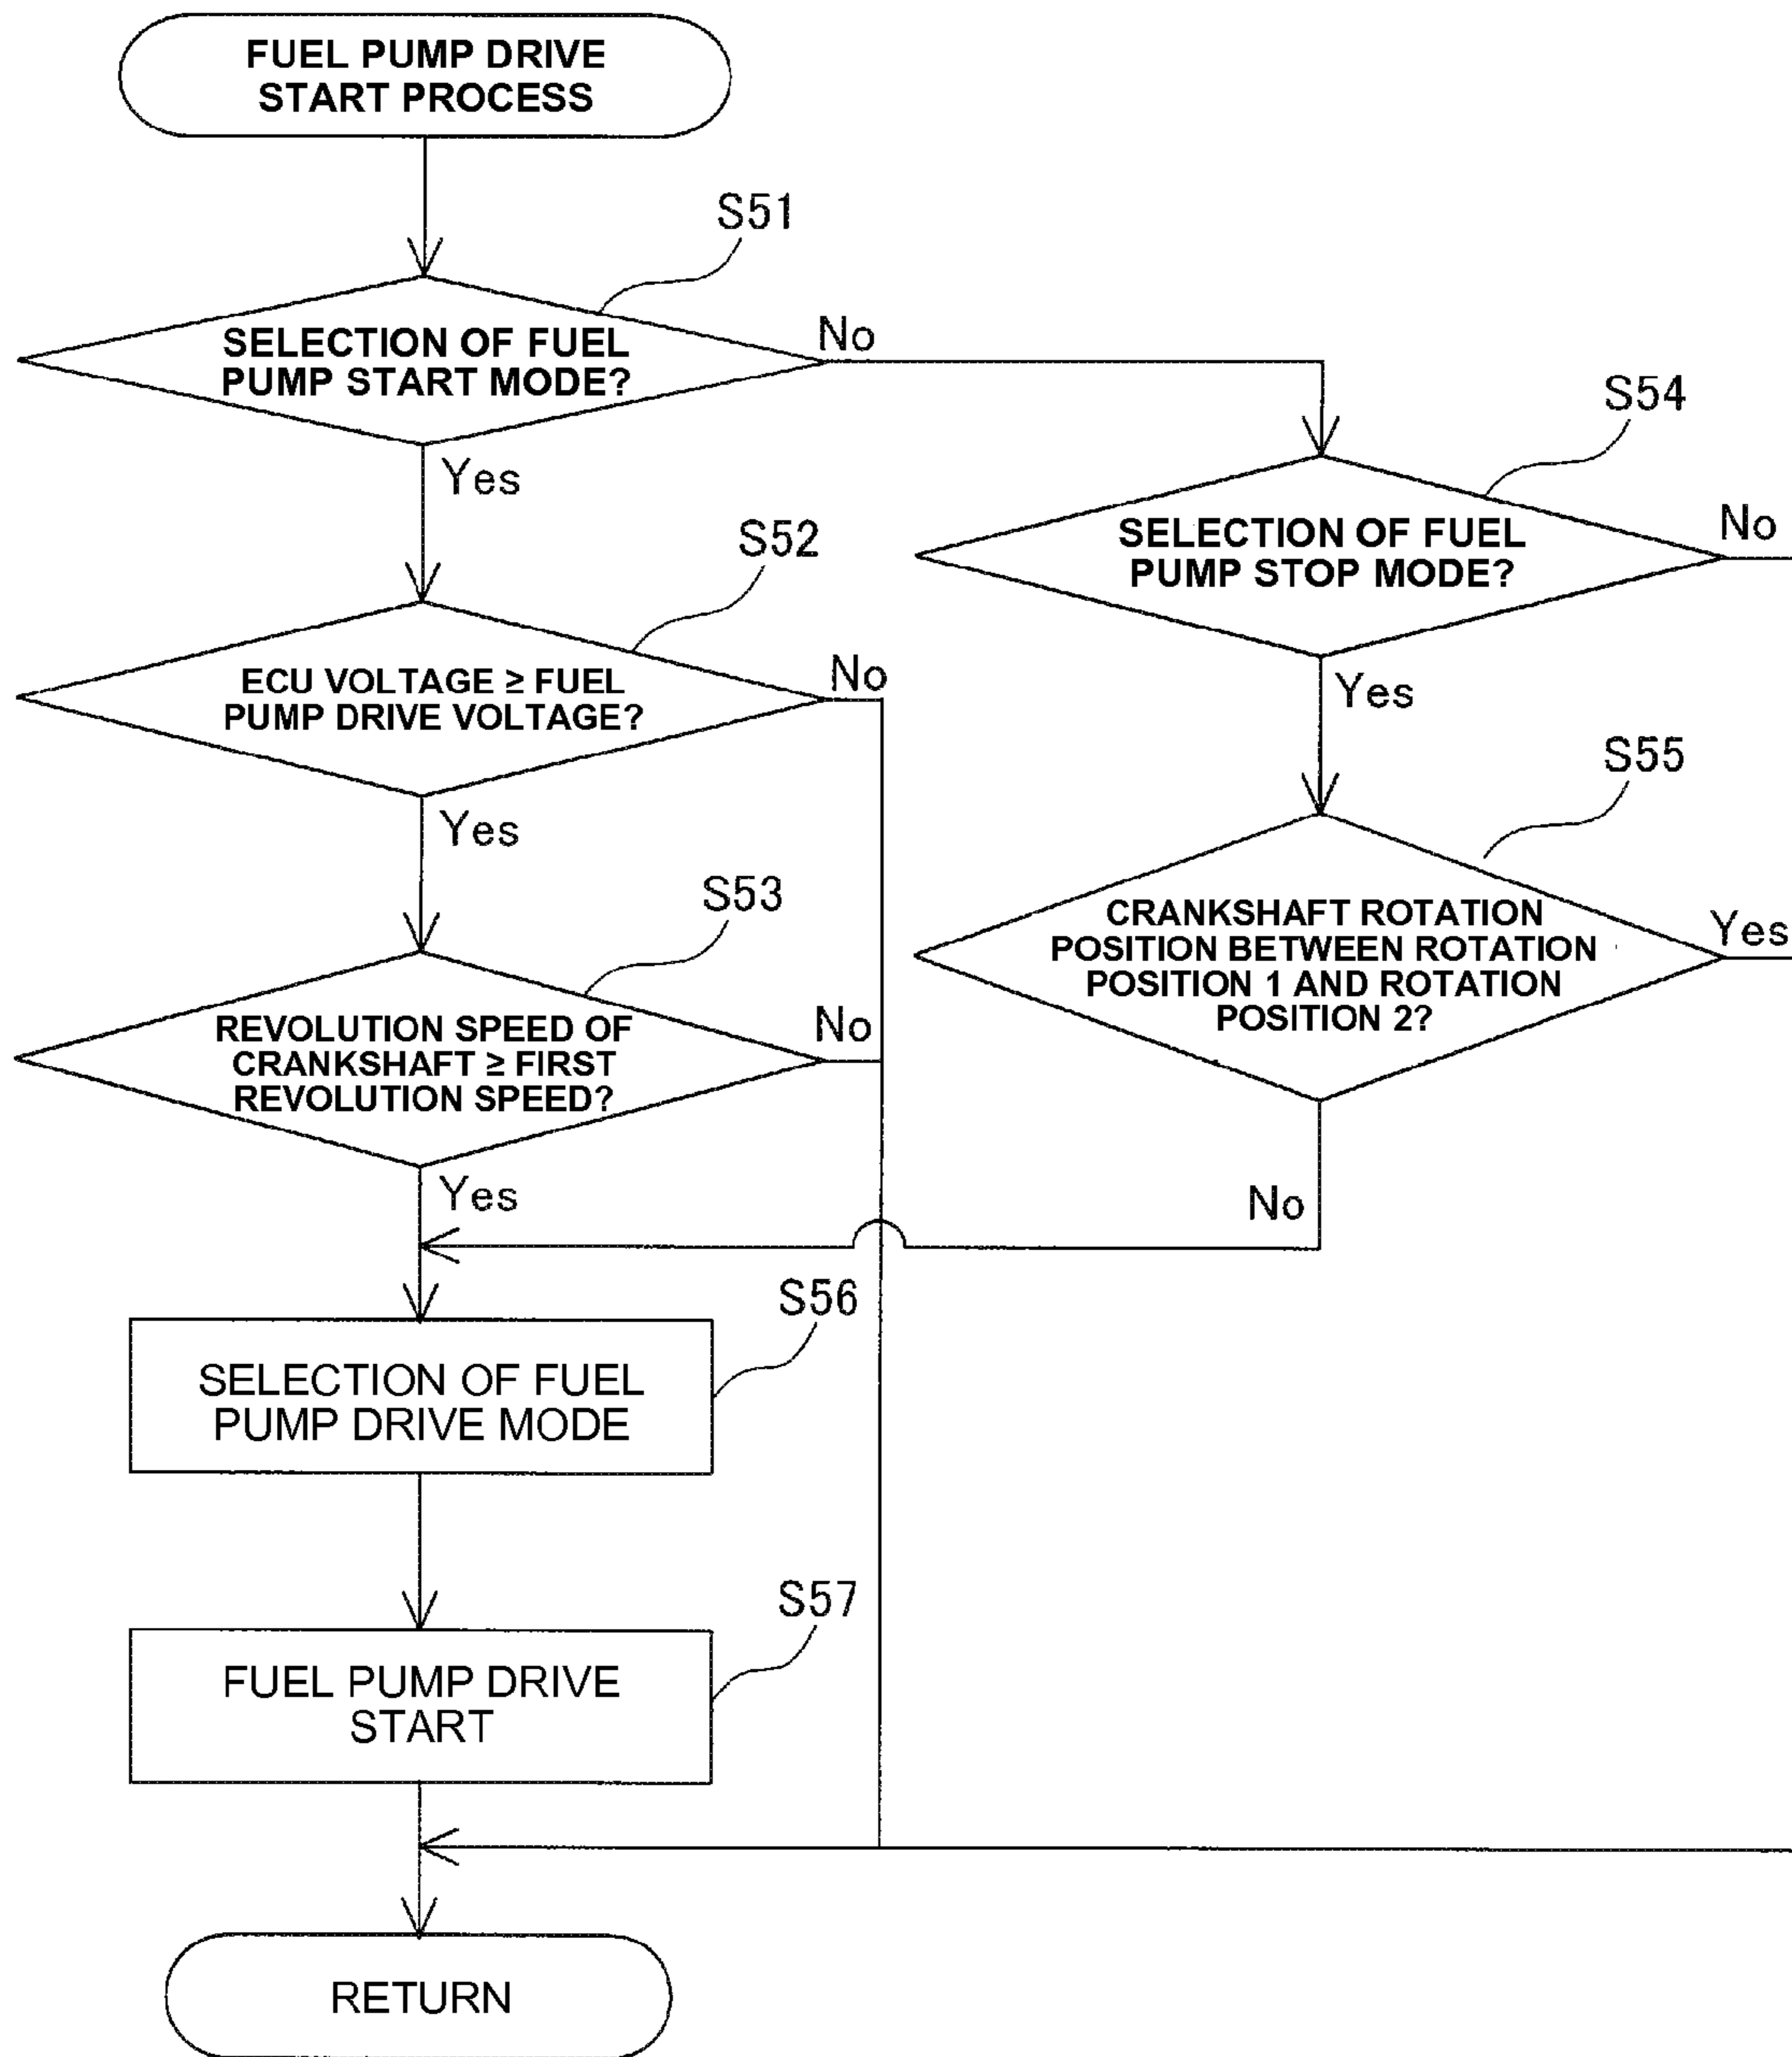 FUEL PUMP DRIVE
START PROCESS
S51
SELECTION OF FUEL
PUMP START MODE?
No
Yes
S54
SELECTION OF FUEL
PUMP STOP MODE?
No
Yes
S52
ECU VOLTAGE ≥ FUEL
PUMP DRIVE VOLTAGE?
No
Yes
S55
CRANKSHAFT ROTATION
POSITION BETWEEN ROTATION
POSITION 1 AND ROTATION
POSITION 2?
Yes
No
S53
REVOLUTION SPEED OF
CRANKSHAFT ≥ FIRST
REVOLUTION SPEED?
No
Yes
S56
SELECTION OF FUEL
PUMP DRIVE MODE
S57
FUEL PUMP DRIVE
START
RETURN